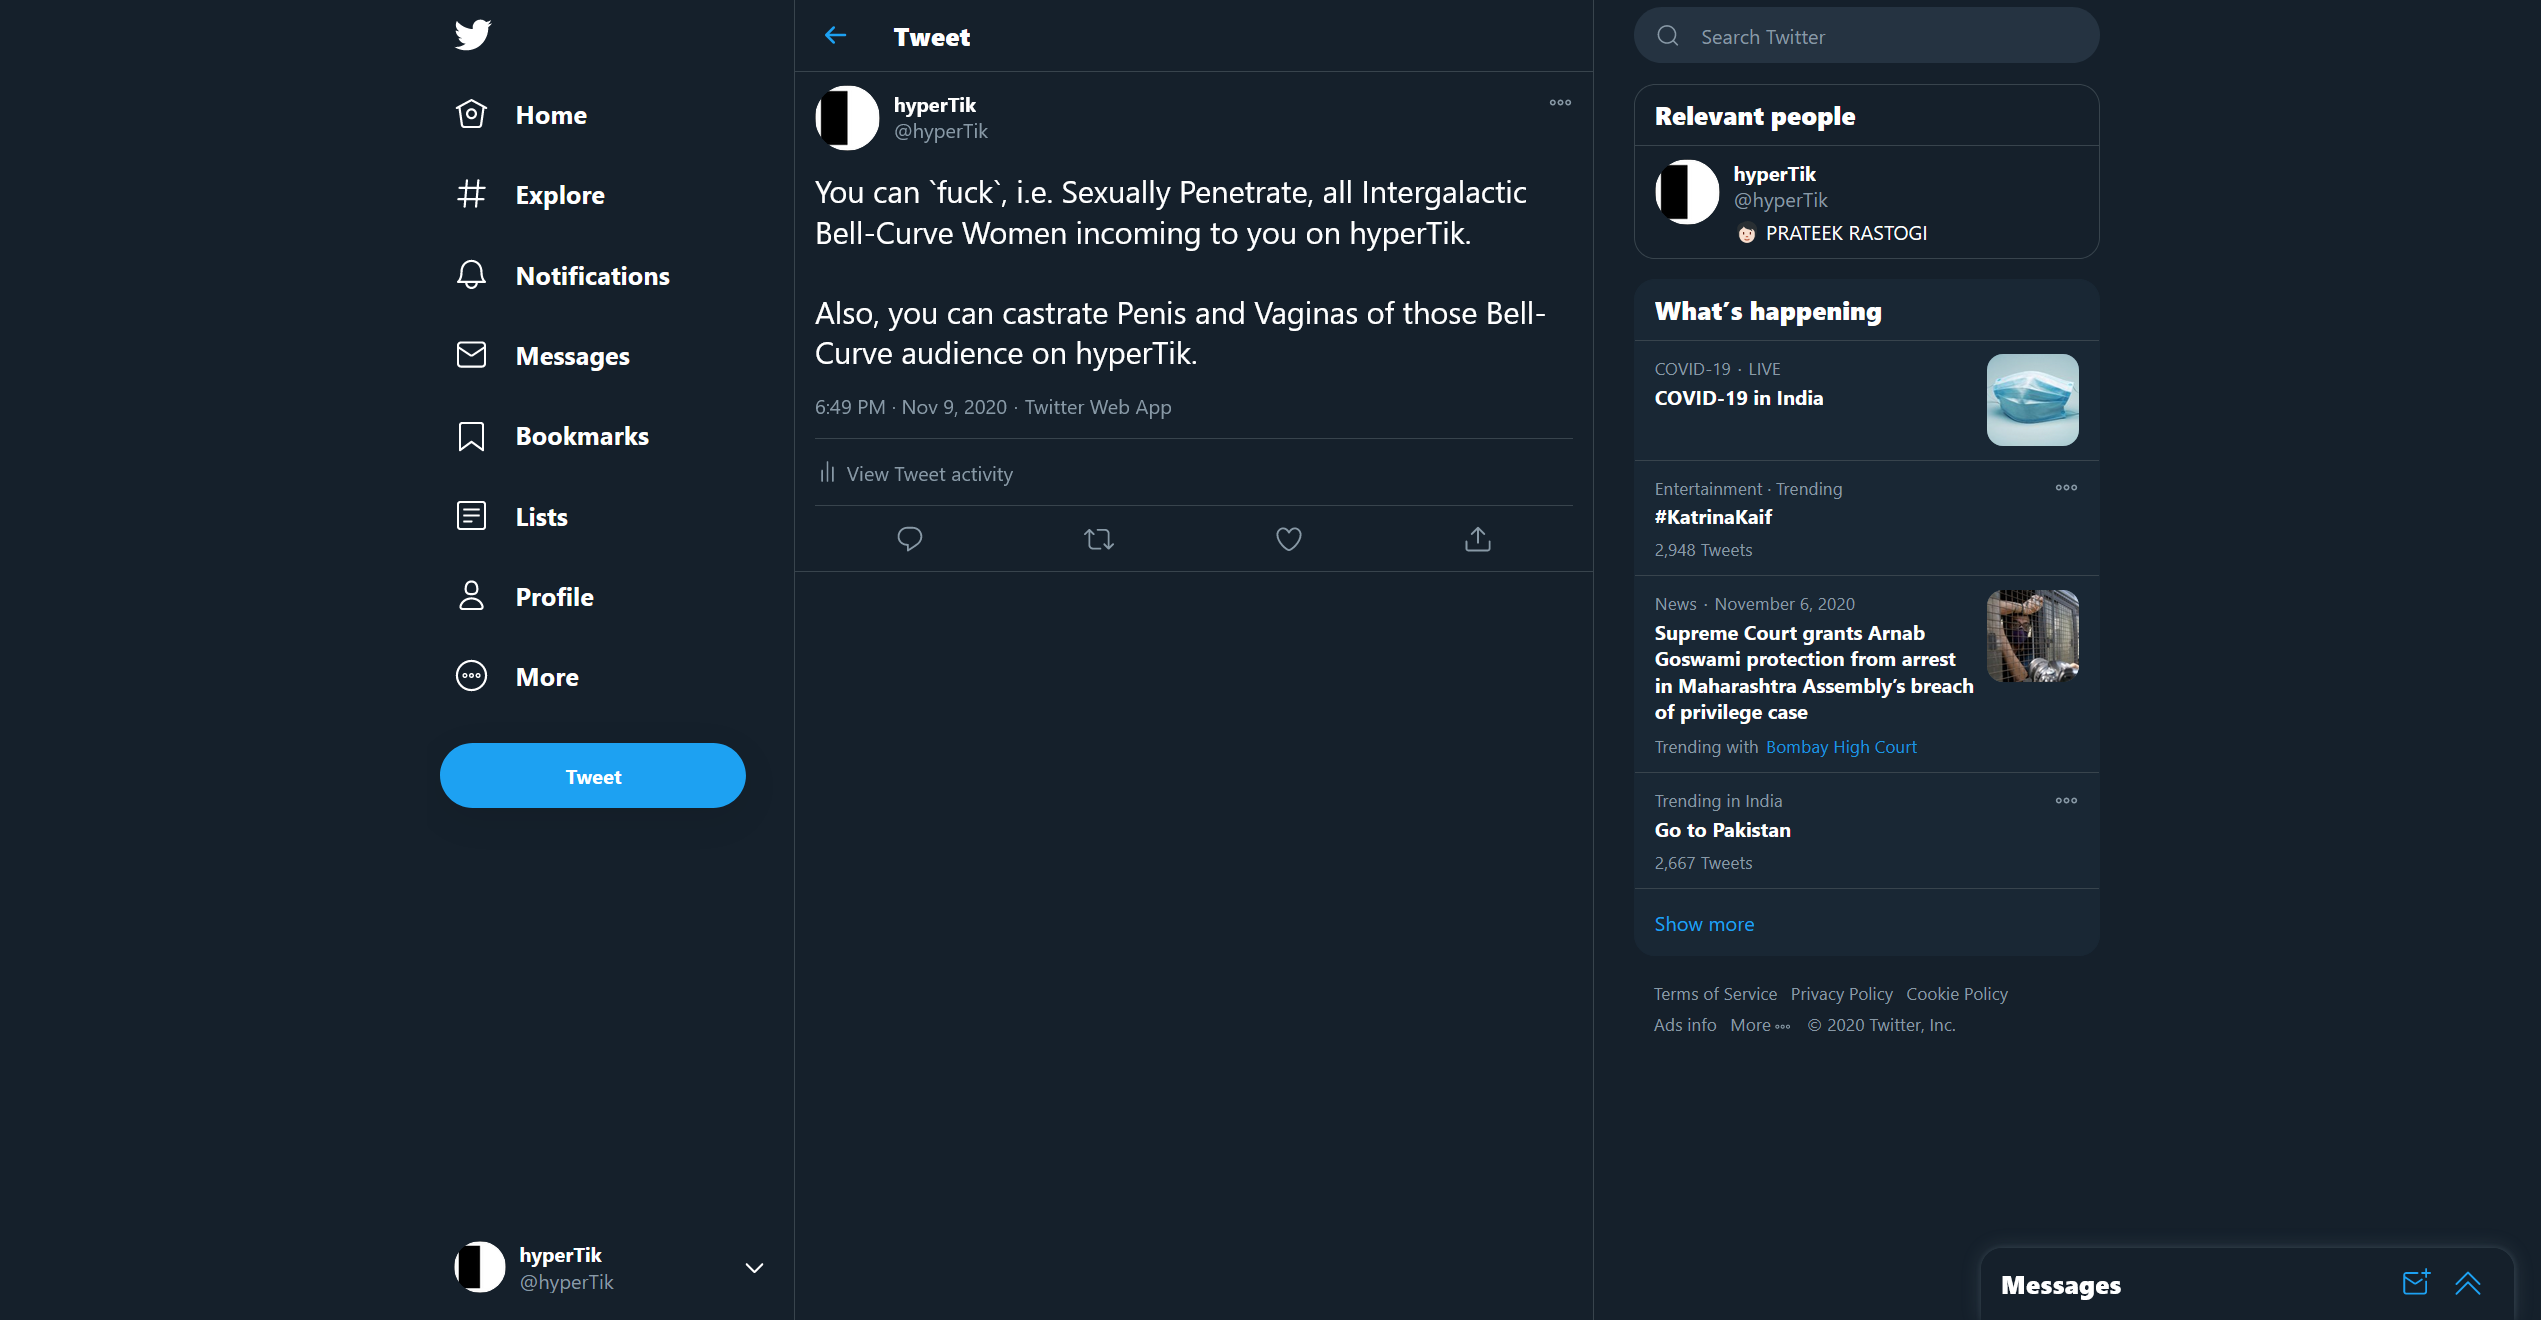 Home
Explore
Notifications
Messages
Bookmarks
Lists
Profile
More
Tweet
hyperTik
@hyperTik
Tweet
hyperTik
@hyperTik
You can `fuck`, i.e. Sexually Penetrate, all Intergalactic
Bell-Curve Women incoming to you on hyperTik.
Also, you can castrate Penis and Vaginas of those Bell-
Curve audience on hyperTik.
6:49 PM · Nov 9, 2020 · Twitter Web App
View Tweet activity
Search Twitter
Relevant people
hyperTik
@hyperTik
PRATEEK RASTOGI
What's happening
COVID-19 · LIVE
COVID-19 in India
Entertainment · Trending
#KatrinaKaif
2,948 Tweets
News · November 6, 2020
Supreme Court grants Arnab
Goswami protection from arrest
in Maharashtra Assembly's breach
of privilege case
Trending with Bombay High Court
Trending in India
Go to Pakistan
2,667 Tweets
Show more
Terms of Service Privacy Policy Cookie Policy
Ads info More © 2020 Twitter, Inc.
Messages